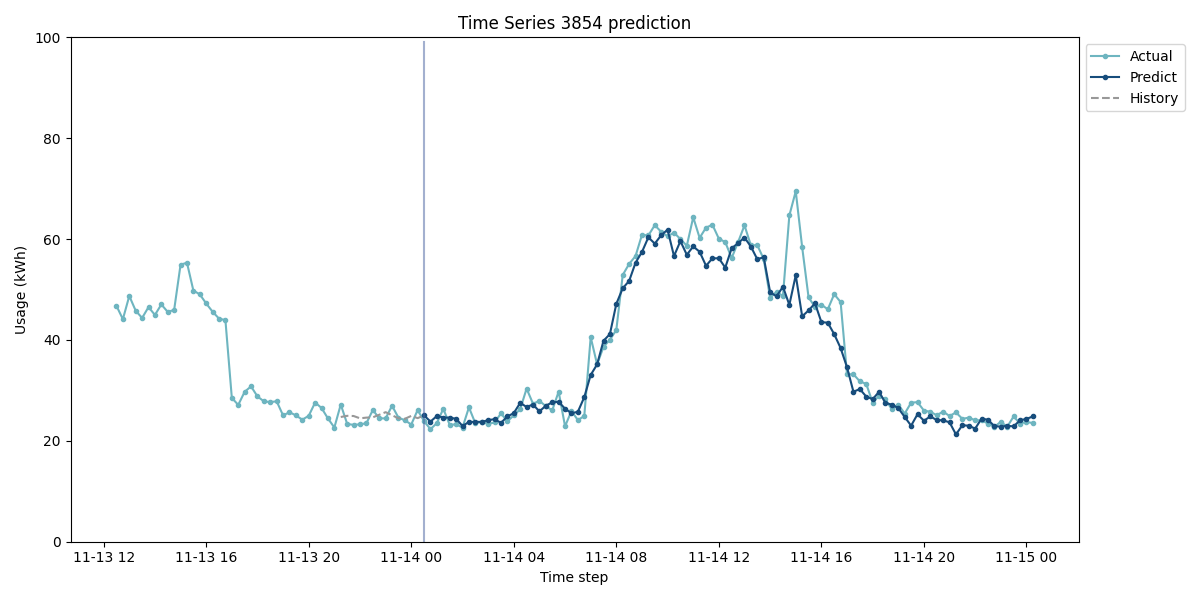 Time Series 3854 prediction
100
80
60
40
20
0
Usage (kWh)
11-13 12
11-13 16
11-13 20
11-14 00
11-14 04
11-14 08
11-14 12
11-14 16
11-14 20
11-15 00
Time step
Actual
Predict
History